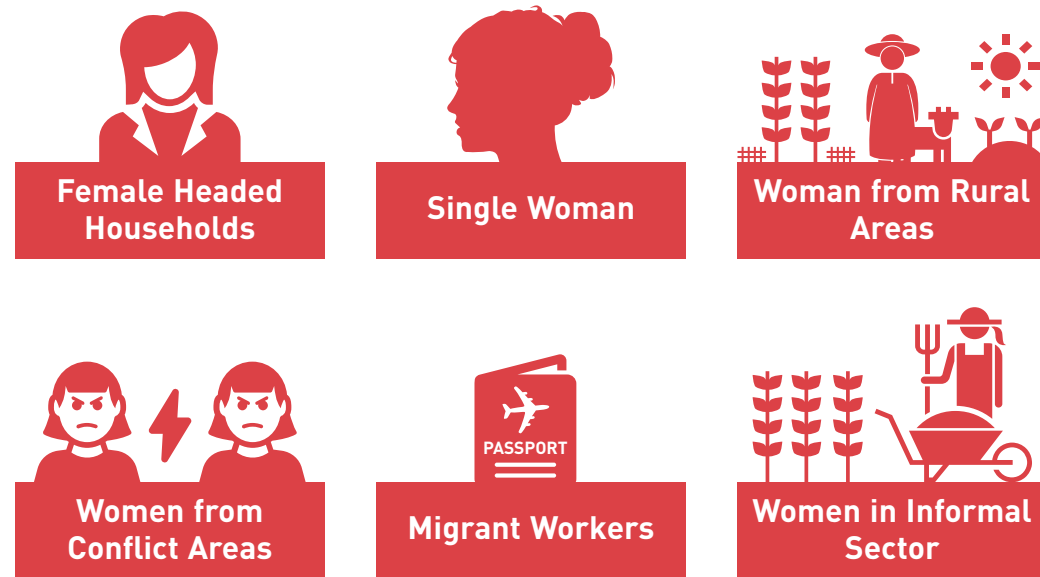 Female Headed
Households
Single Woman
Woman from Rural
Areas
Women from
Conflict Areas
PASSPORT
Migrant Workers
Women in Informal
Sector